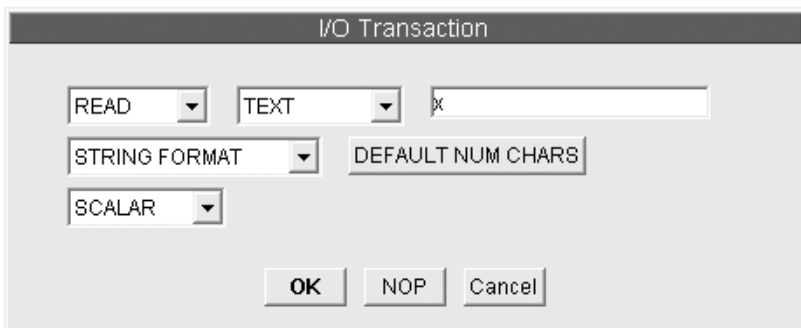 I/O Transaction
READ TEXT x
STRING FORMAT DEFAULT NUM CHARS
SCALAR
OK NOP Cancel